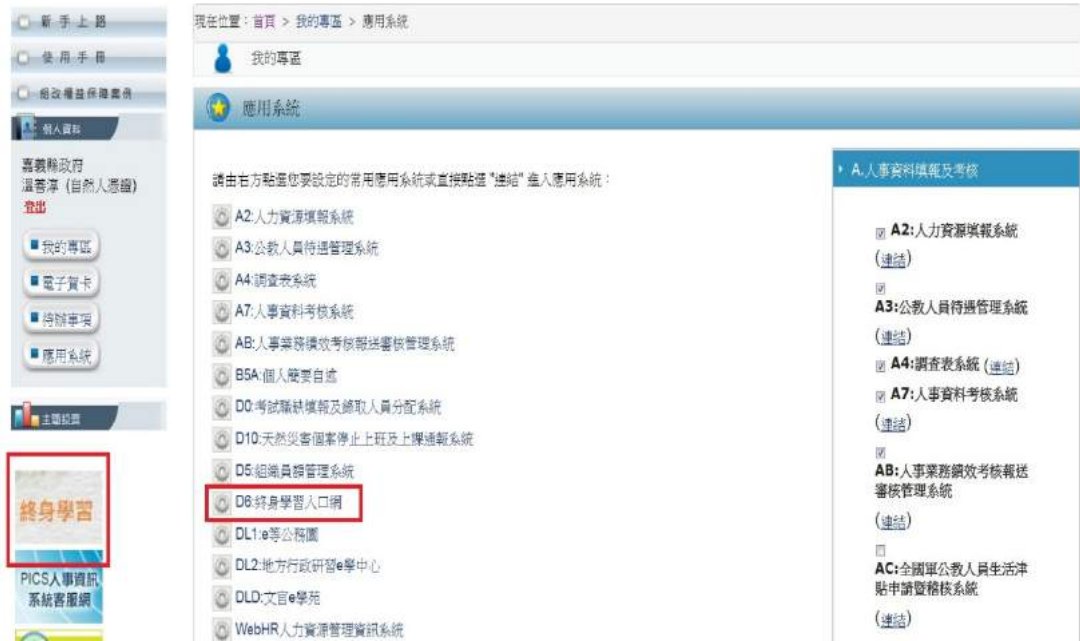 新手上路
使用手冊
組改權益保障案例
個人資料
嘉義縣政府
溫善淳 (自然人憑證)
登出
我的專區
電子賀卡
待辦事項
應用系統
主題投票
終身學習
PICS人事資訊
系統客服網
現在位置：首頁 > 我的專區 > 應用系統
我的專區
應用系統
請由右方點選您要設定的常用應用系統或直接點選 "連結" 進入應用系統：
A2:人力資源填報系統
A3:公教人員待遇管理系統
A4:調查表系統
A7:人事資料考核系統
AB:人事業務績效考核報送審核管理系統
B5A:個人簡要自述
D0:考試職缺填報及錄取人員分配系統
D10:天然災害個案停止上班及上課通報系統
D5:組織員額管理系統
D6:終身學習入口網
DL1:e等公務園
DL2:地方行政研習e學中心
DLD:文官e學苑
WebHR人力資源管理資訊系統
A.人事資料填報及考核
A2:人力資源填報系統
(連結)
A3:公教人員待遇管理系統
(連結)
A4:調查表系統 (連結)
A7:人事資料考核系統
(連結)
AB:人事業務績效考核報送
審核管理系統
(連結)
AC:全國軍公教人員生活津
貼申請暨稽核系統
(連結)